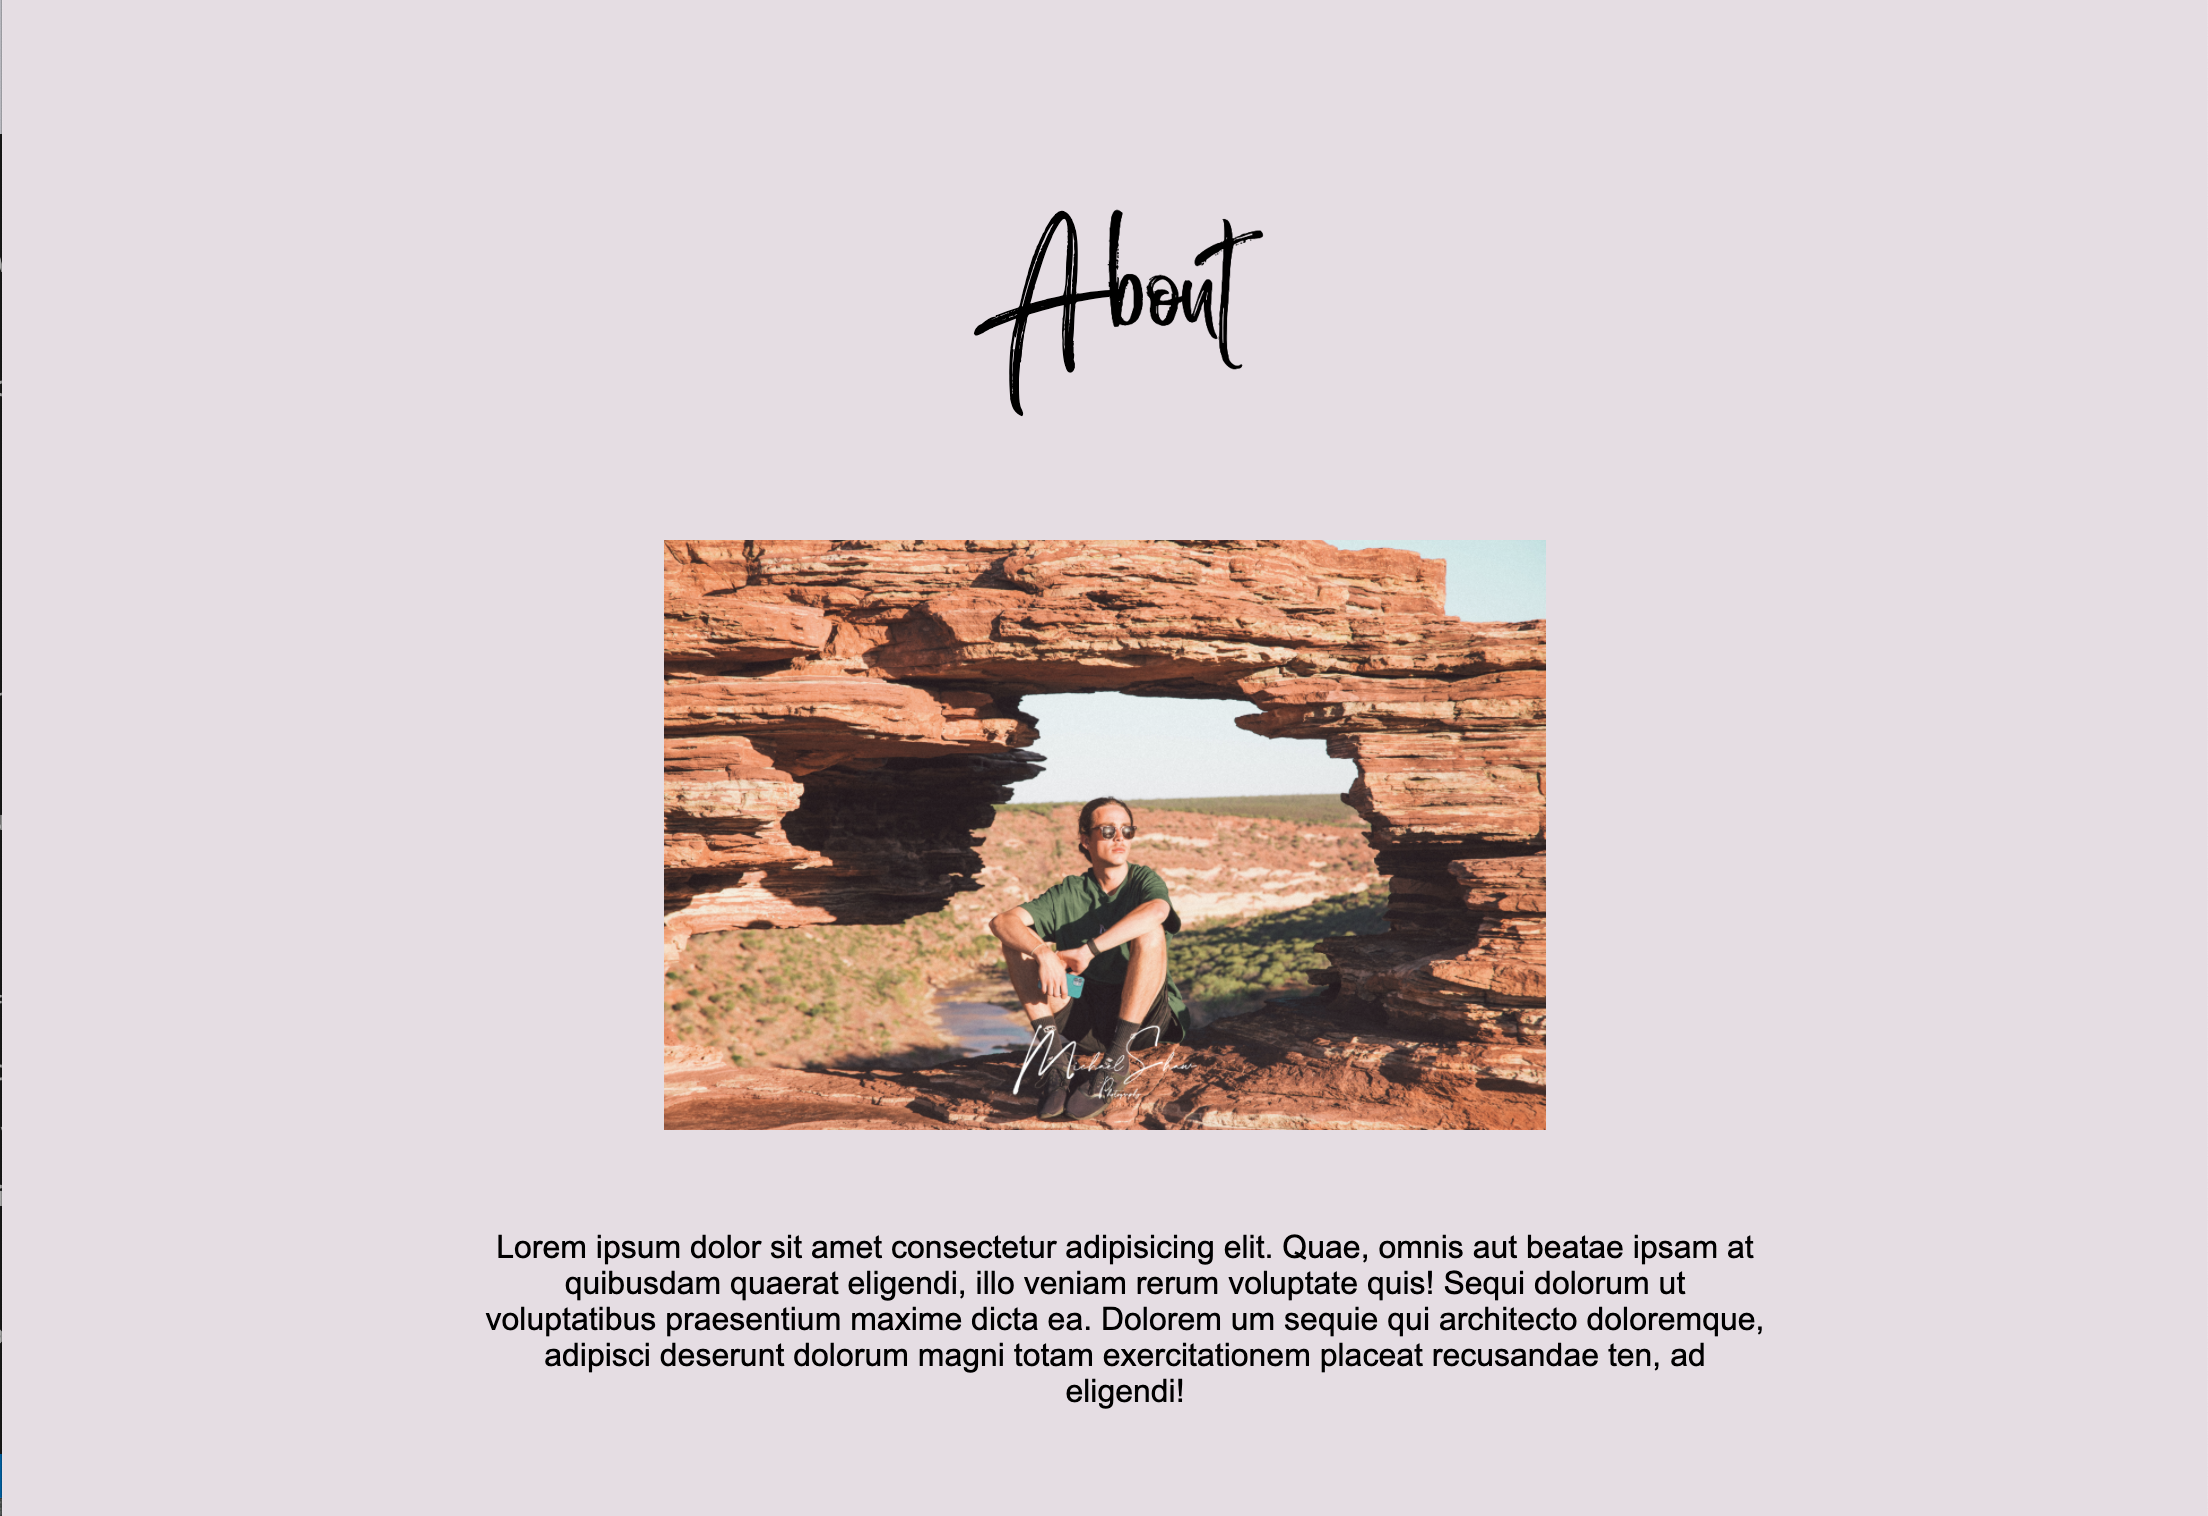 About
Michael Shaw
Photography
Lorem ipsum dolor sit amet consectetur adipisicing elit. Quae, omnis aut beatae ipsam at
quibusdam quaerat eligendi, illo veniam rerum voluptate quis! Sequi dolorum ut
voluptatibus praesentium maxime dicta ea. Dolorem um sequie qui architecto doloremque,
adipisci deserunt dolorum magni totam exercitationem placeat recusandae ten, ad
eligendi!